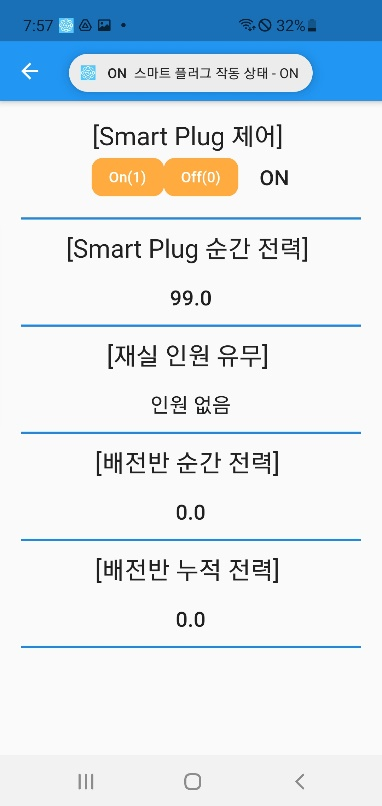 7:57 32%
ON 스마트 플러그 작동 상태 - ON
[Smart Plug 제어]
On(1) Off(0) ON
[Smart Plug 순간 전력]
99.0
[재실 인원 유무]
인원 없음
[배전반 순간 전력]
0.0
[배전반 누적 전력]
0.0